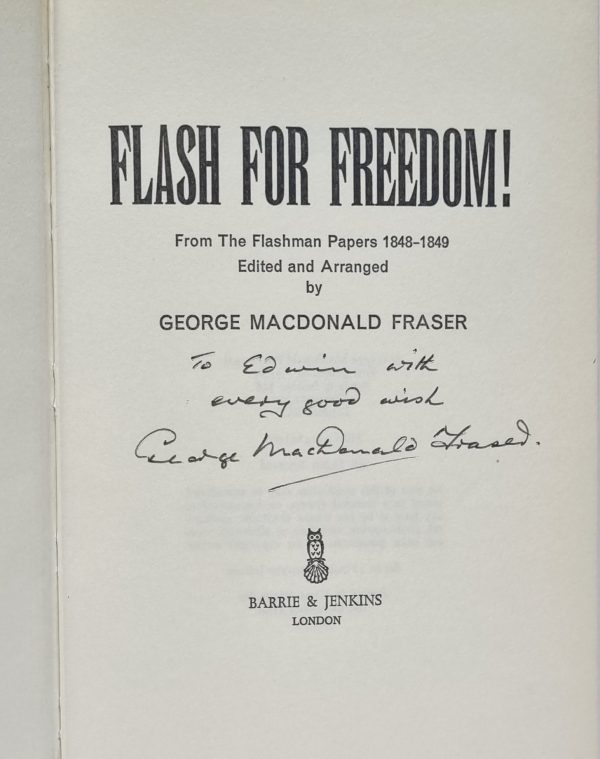 FLASH FOR FREEDOM!
From The Flashman Papers 1848–1849
Edited and Arranged
by
GEORGE MACDONALD FRASER
To Edwin with
every good wish
George MacDonald Fraser.
BARRIE & JENKINS
LONDON